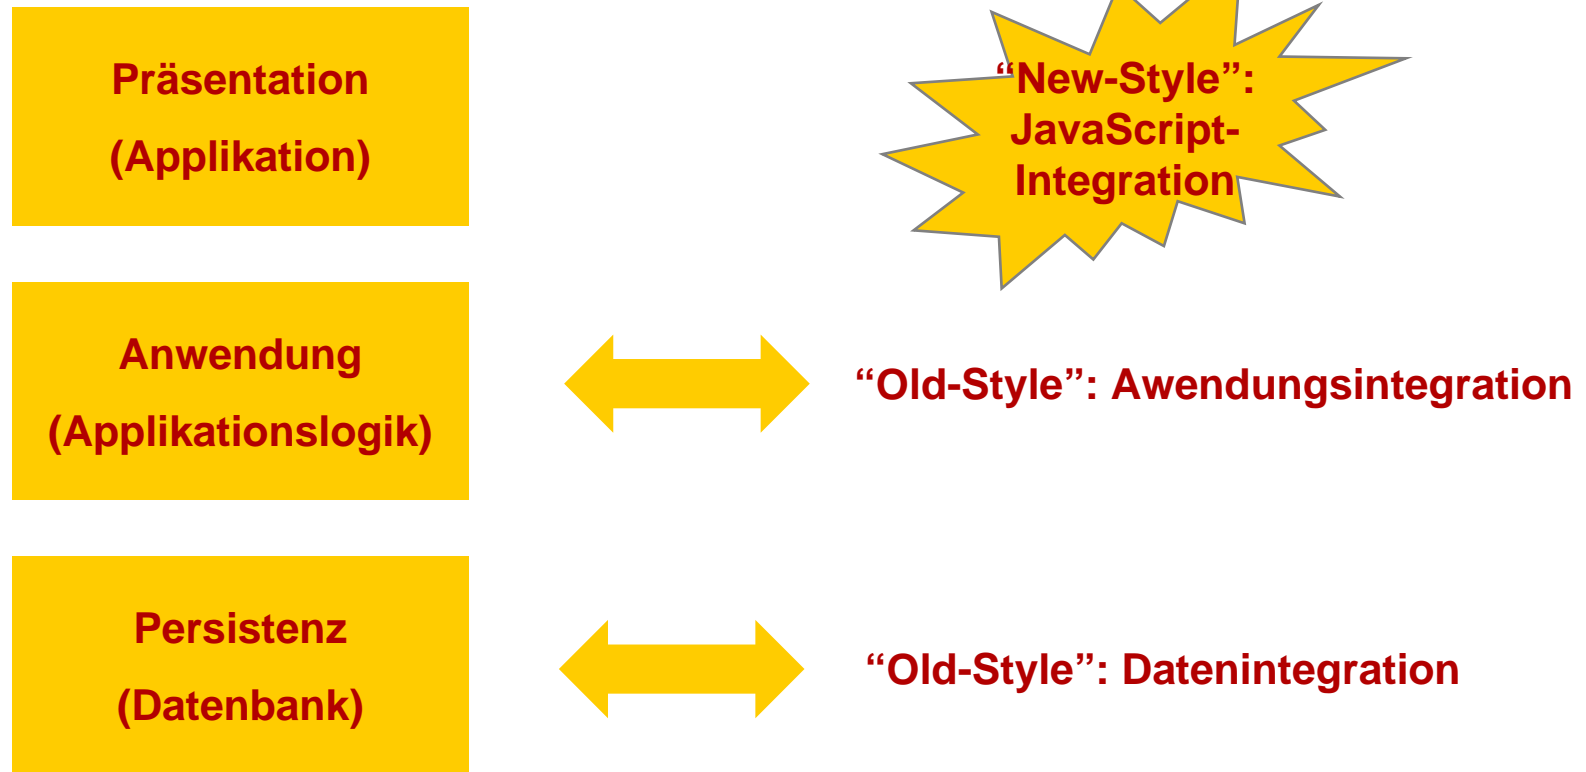 Präsentation
(Applikation)
“New-Style”:
JavaScript-
Integration
Anwendung
(Applikationslogik)
“Old-Style”: Awendungsintegration
Persistenz
(Datenbank)
“Old-Style”: Datenintegration